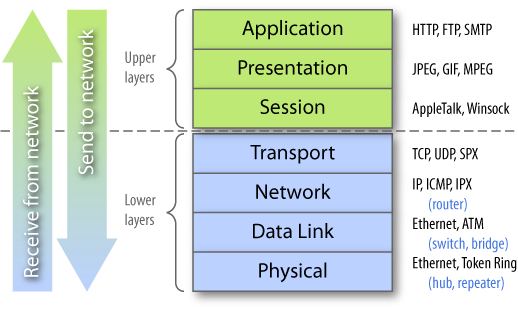 Receive from network
Send to network
Upper
layers
Application
HTTP, FTP, SMTP
Presentation
JPEG, GIF, MPEG
Session
AppleTalk, Winsock
Lower
layers
Transport
TCP, UDP, SPX
Network
IP, ICMP, IPX
(router)
Data Link
Ethernet, ATM
(switch, bridge)
Physical
Ethernet, Token Ring
(hub, repeater)